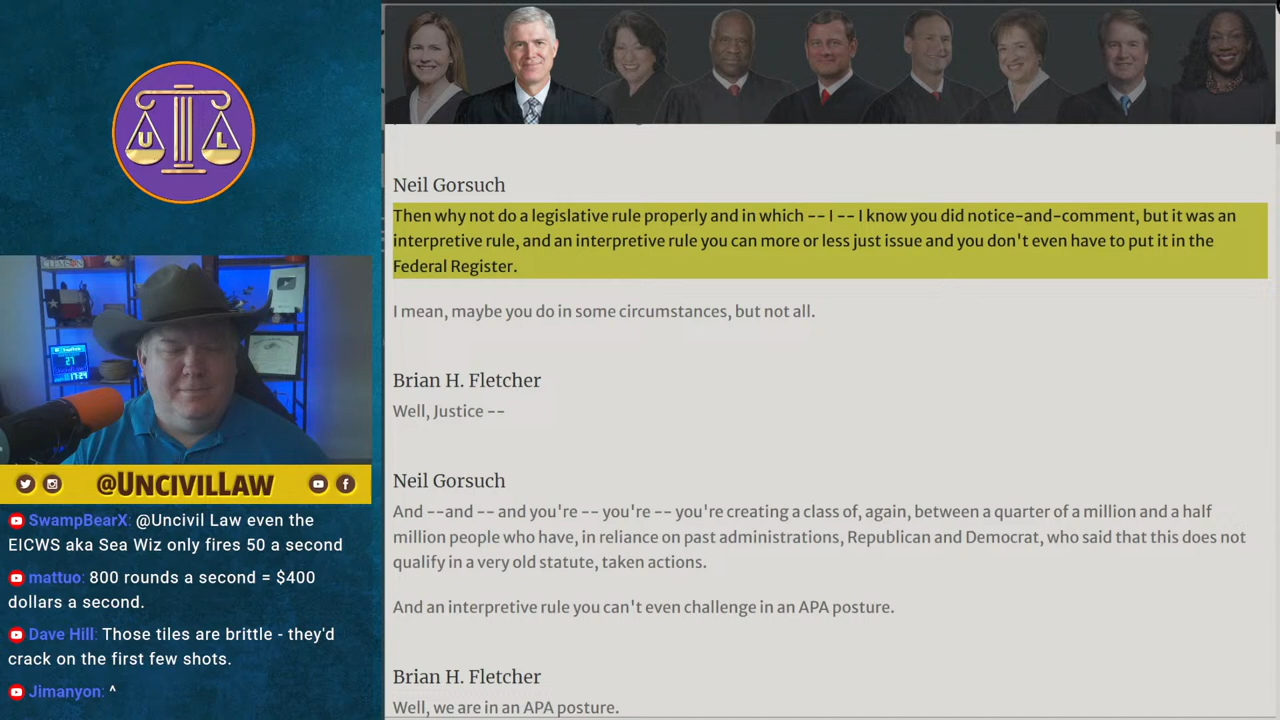 U L
Neil Gorsuch
Then why not do a legislative rule properly and in which -- I -- I know you did notice-and-comment, but it was an
interpretive rule, and an interpretive rule you can more or less just issue and you don't even have to put it in the
Federal Register.
I mean, maybe you do in some circumstances, but not all.
Brian H. Fletcher
Well, Justice --
Neil Gorsuch
And --and -- and you're -- you're -- you're creating a class of, again, between a quarter of a million and a half
million people who have, in reliance on past administrations, Republican and Democrat, who said that this does not
qualify in a very old statute, taken actions.
And an interpretive rule you can't even challenge in an APA posture.
Brian H. Fletcher
Well, we are in an APA posture.
CLEMSON
27
@UNCIVILLAW
SwampBearX: @Uncivil Law even the
EICWS aka Sea Wiz only fires 50 a second
mattuo: 800 rounds a second = $400
dollars a second.
Dave Hill: Those tiles are brittle - they'd
crack on the first few shots.
Jimanyon: ^